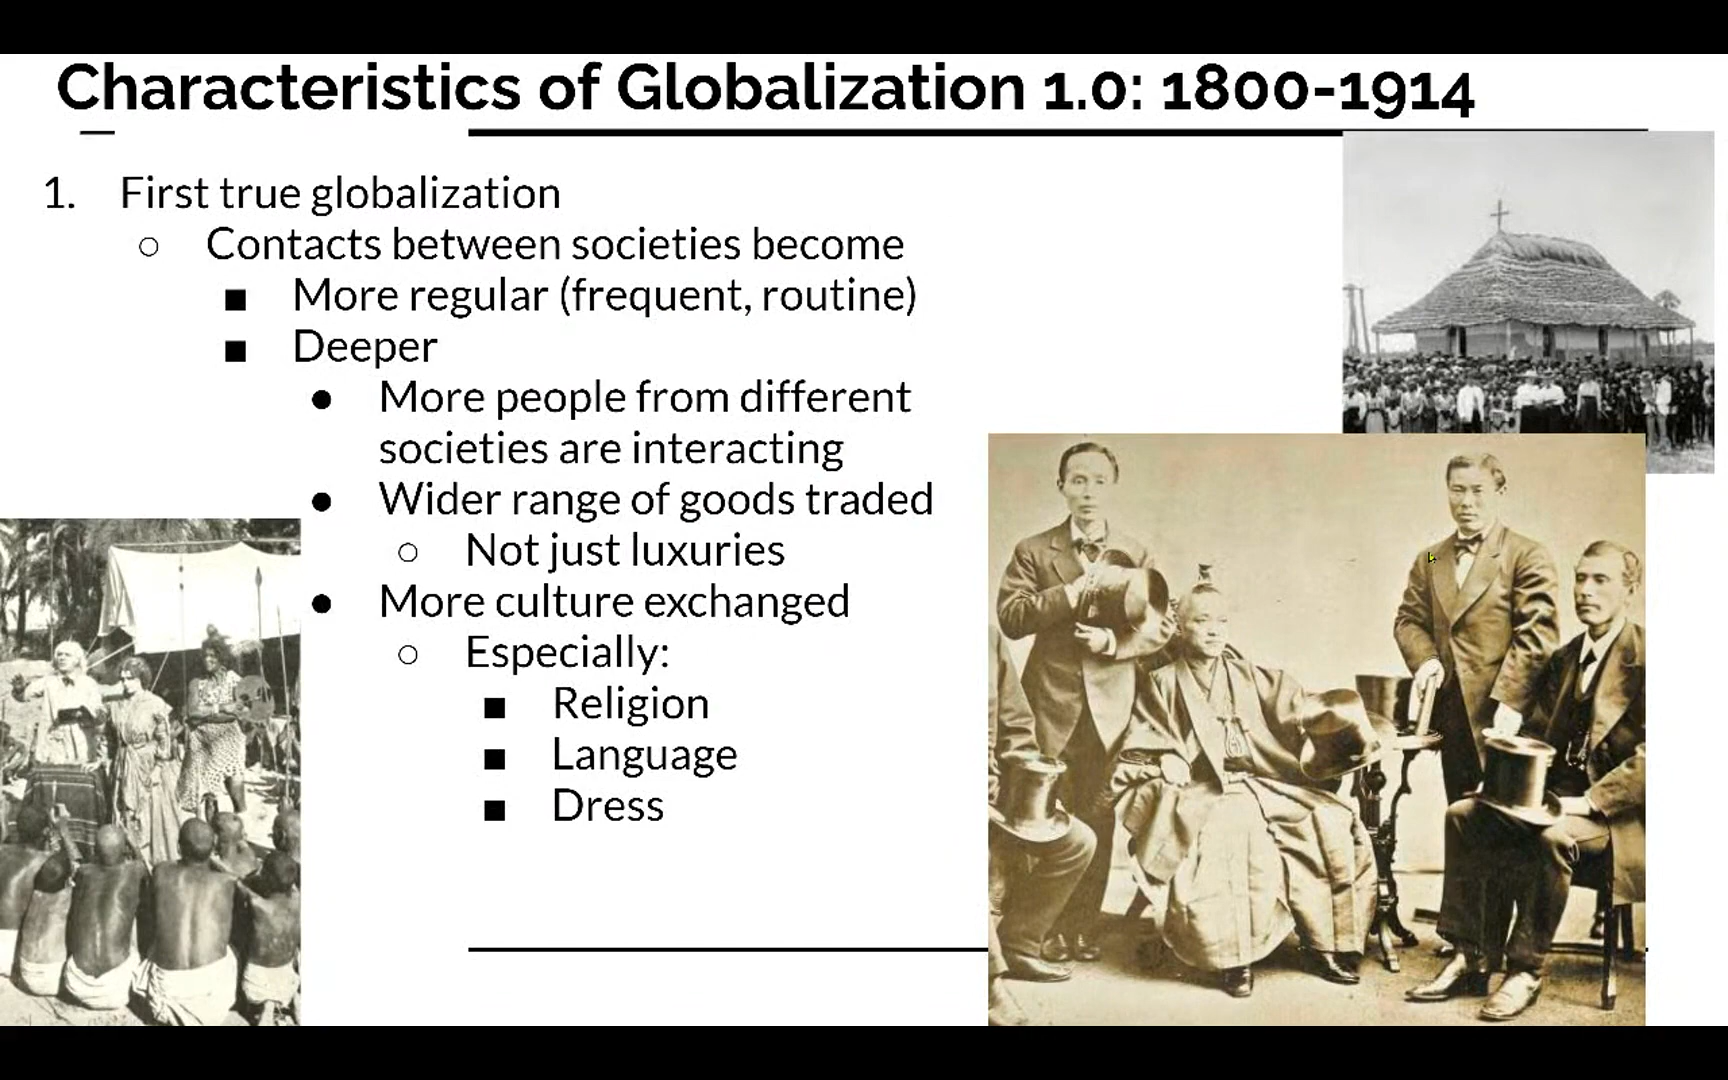 Characteristics of Globalization 1.0: 1800-1914
1. First true globalization
○ Contacts between societies become
■ More regular (frequent, routine)
■ Deeper
● More people from different
societies are interacting
● Wider range of goods traded
○ Not just luxuries
● More culture exchanged
○ Especially:
■ Religion
■ Language
■ Dress